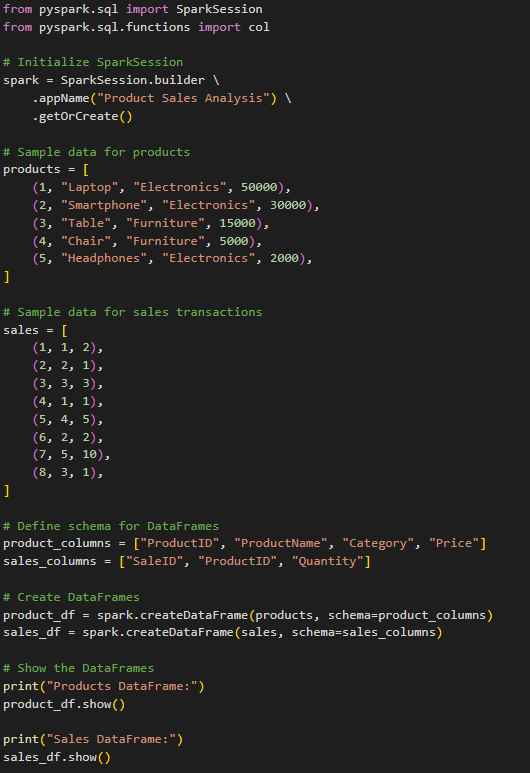 from pyspark.sql import SparkSession
from pyspark.sql.functions import col

# Initialize SparkSession
spark = SparkSession.builder \
    .appName("Product Sales Analysis") \
    .getOrCreate()

# Sample data for products
products = [
    (1, "Laptop", "Electronics", 50000),
    (2, "Smartphone", "Electronics", 30000),
    (3, "Table", "Furniture", 15000),
    (4, "Chair", "Furniture", 5000),
    (5, "Headphones", "Electronics", 2000),
]

# Sample data for sales transactions
sales = [
    (1, 1, 2),
    (2, 2, 1),
    (3, 3, 3),
    (4, 1, 1),
    (5, 4, 5),
    (6, 2, 2),
    (7, 5, 10),
    (8, 3, 1),
]

# Define schema for DataFrames
product_columns = ["ProductID", "ProductName", "Category", "Price"]
sales_columns = ["SaleID", "ProductID", "Quantity"]

# Create DataFrames
product_df = spark.createDataFrame(products, schema=product_columns)
sales_df = spark.createDataFrame(sales, schema=sales_columns)

# Show the DataFrames
print("Products DataFrame:")
product_df.show()

print("Sales DataFrame:")
sales_df.show()